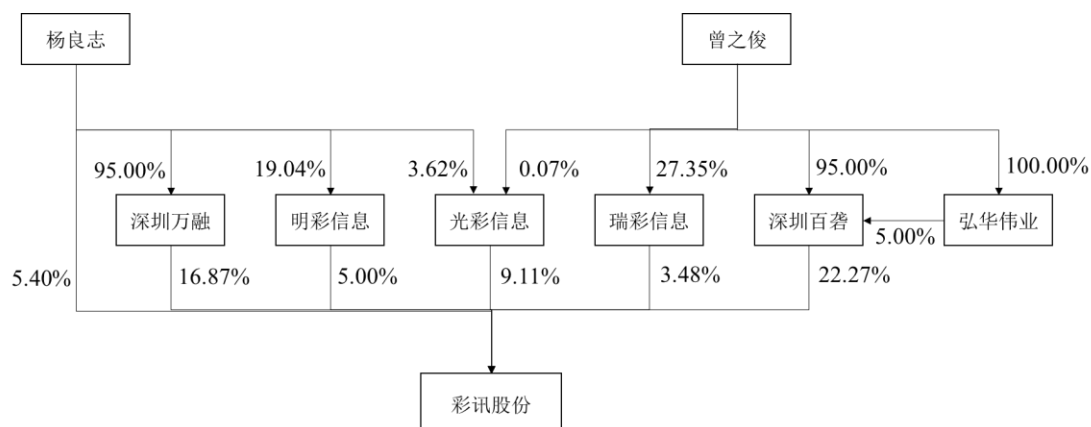 杨良志
曾之俊
95.00%
19.04%
3.62%
0.07%
27.35%
95.00%
100.00%
深圳万融
明彩信息
光彩信息
瑞彩信息
深圳百砻
弘华伟业
5.00%
5.40%
16.87%
5.00%
9.11%
3.48%
22.27%
彩讯股份